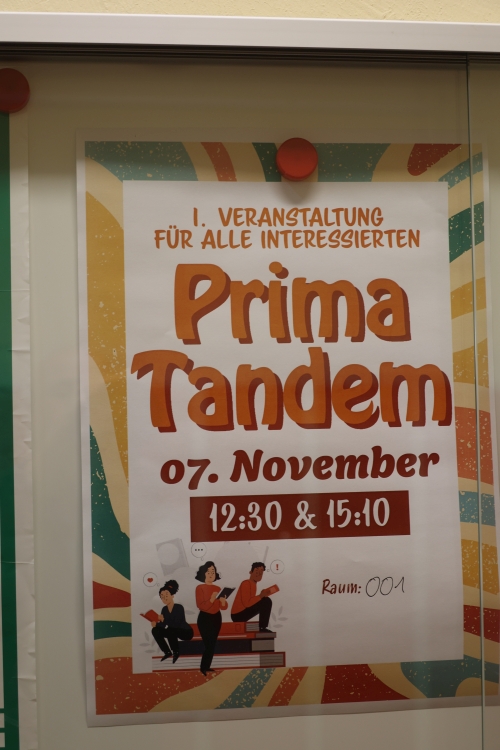 1. VERANSTALTUNG
FÜR ALLE INTERESSIERTEN
Prima
Tandem
07. November
12:30 & 15:10
Raum: 001